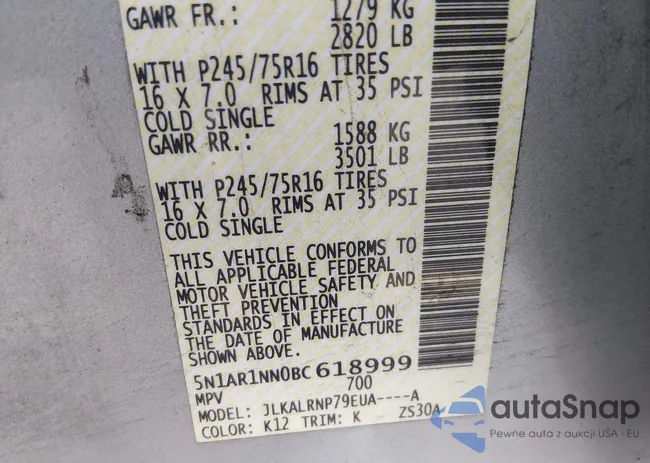 GAWR FR.: 1279 KG
2820 LB
WITH P245/75R16 TIRES
16 X 7.0 RIMS AT 35 PSI
COLD SINGLE
GAWR RR.: 1588 KG
3501 LB
WITH P245/75R16 TIRES
16 X 7.0 RIMS AT 35 PSI
COLD SINGLE
THIS VEHICLE CONFORMS TO
ALL APPLICABLE FEDERAL
MOTOR VEHICLE SAFETY AND
THEFT PREVENTION
STANDARDS IN EFFECT ON
THE DATE OF MANUFACTURE
SHOWN ABOVE.
5N1AR1NN0BC618999
MPV 700
MODEL: JLKALRNP79EUA----A
COLOR: K12 TRIM: K ZS30A
autoSnap
Pewne auta z aukcji USA i EU